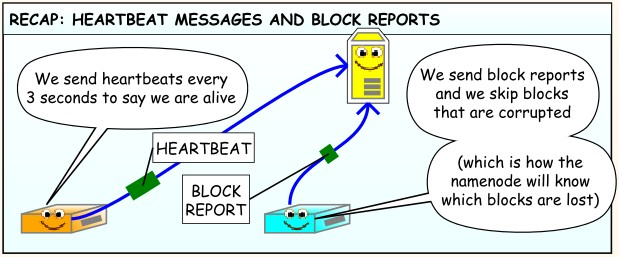 RECAP: HEARTBEAT MESSAGES AND BLOCK REPORTS
We send heartbeats every
3 seconds to say we are alive
HEARTBEAT
BLOCK
REPORT
We send block reports
and we skip blocks
that are corrupted
(which is how the
namenode will know
which blocks are lost)